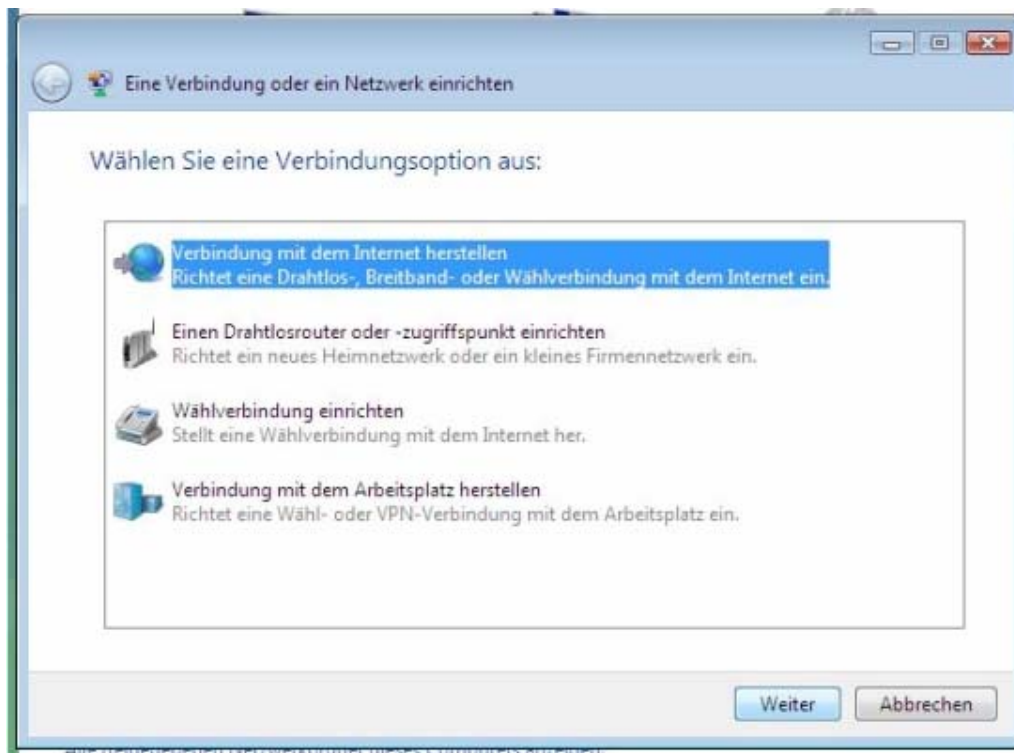 Eine Verbindung oder ein Netzwerk einrichten
Wählen Sie eine Verbindungsoption aus:
Verbindung mit dem Internet herstellen
Richtet eine Drahtlos-, Breitband- oder Wählverbindung mit dem Internet ein.
Einen Drahtlosrouter oder -zugriffspunkt einrichten
Richtet ein neues Heimnetzwerk oder ein kleines Firmennetzwerk ein.
Wählverbindung einrichten
Stellt eine Wählverbindung mit dem Internet her.
Verbindung mit dem Arbeitsplatz herstellen
Richtet eine Wähl- oder VPN-Verbindung mit dem Arbeitsplatz ein.
Weiter
Abbrechen